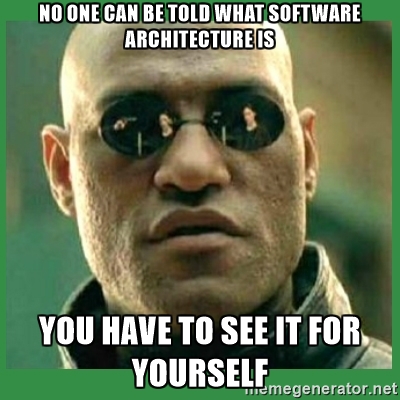 NO ONE CAN BE TOLD WHAT SOFTWARE
ARCHITECTURE IS
YOU HAVE TO SEE IT FOR
YOURSELF
memegenerator.net